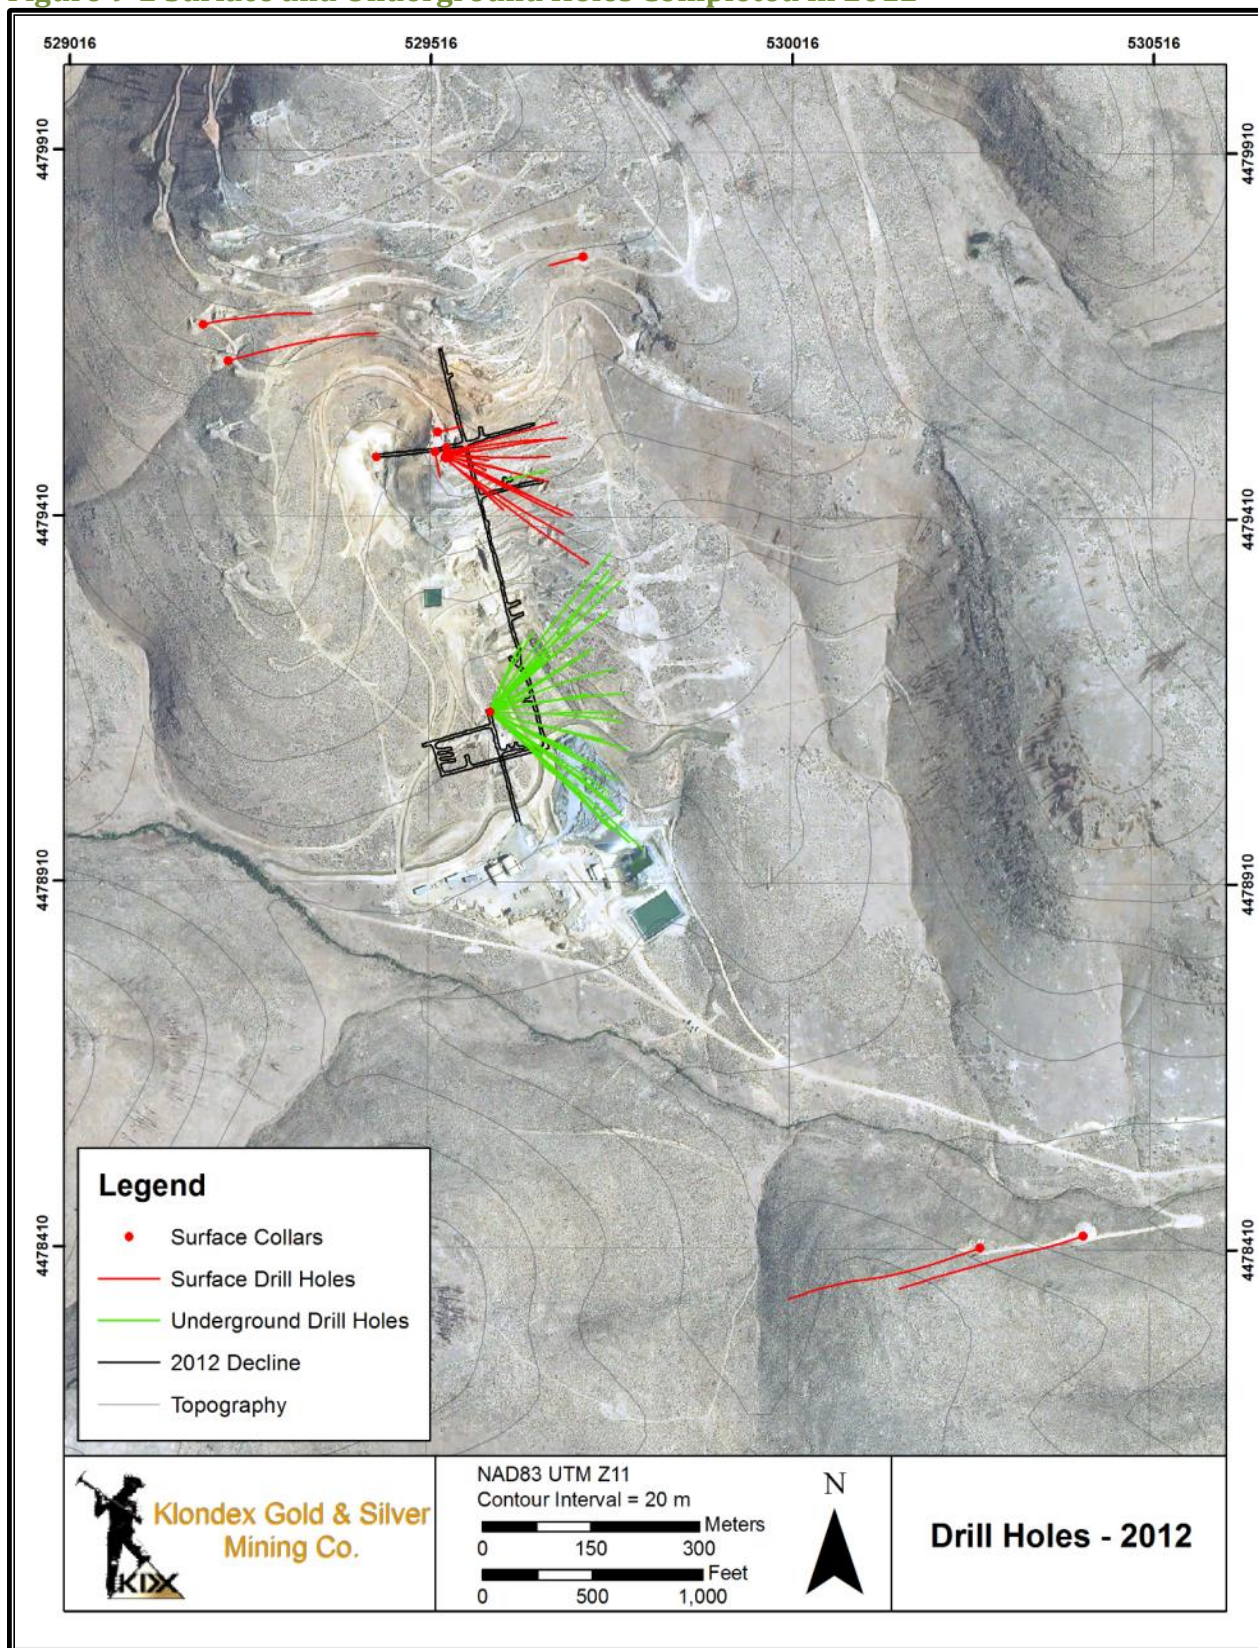 529016 529516 530016 530516
4479910 4479910
4479410 4479410
4478910 4478910
4478410 4478410
Legend
Surface Collars
Surface Drill Holes
Underground Drill Holes
2012 Decline
Topography
Klondex Gold & Silver
Mining Co.
KDX
NAD83 UTM Z11
Contour Interval = 20 m
Meters
0 150 300
Feet
0 500 1,000
N
Drill Holes - 2012